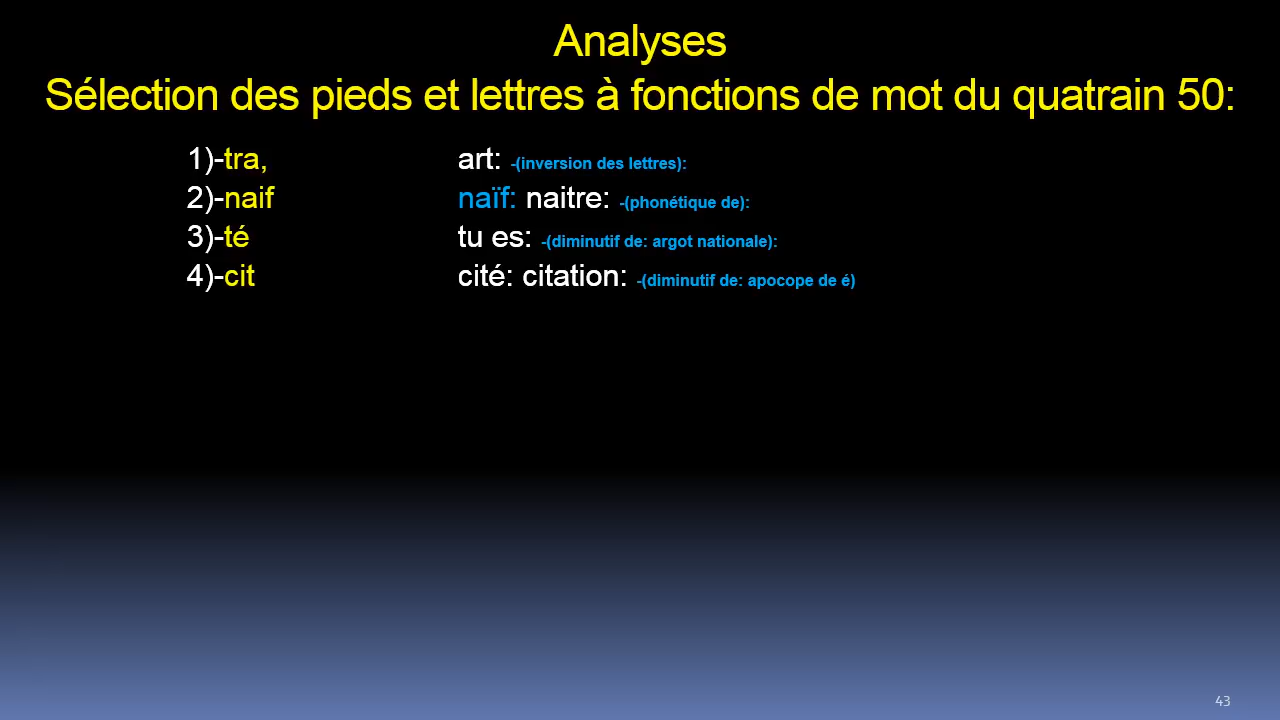 Analyses
Sélection des pieds et lettres à fonctions de mot du quatrain 50:
1)-tra, art: -(inversion des lettres):
2)-naif naïf: naitre: -(phonétique de):
3)-té tu es: -(diminutif de: argot nationale):
4)-cit cité: citation: -(diminutif de: apocope de é)
43